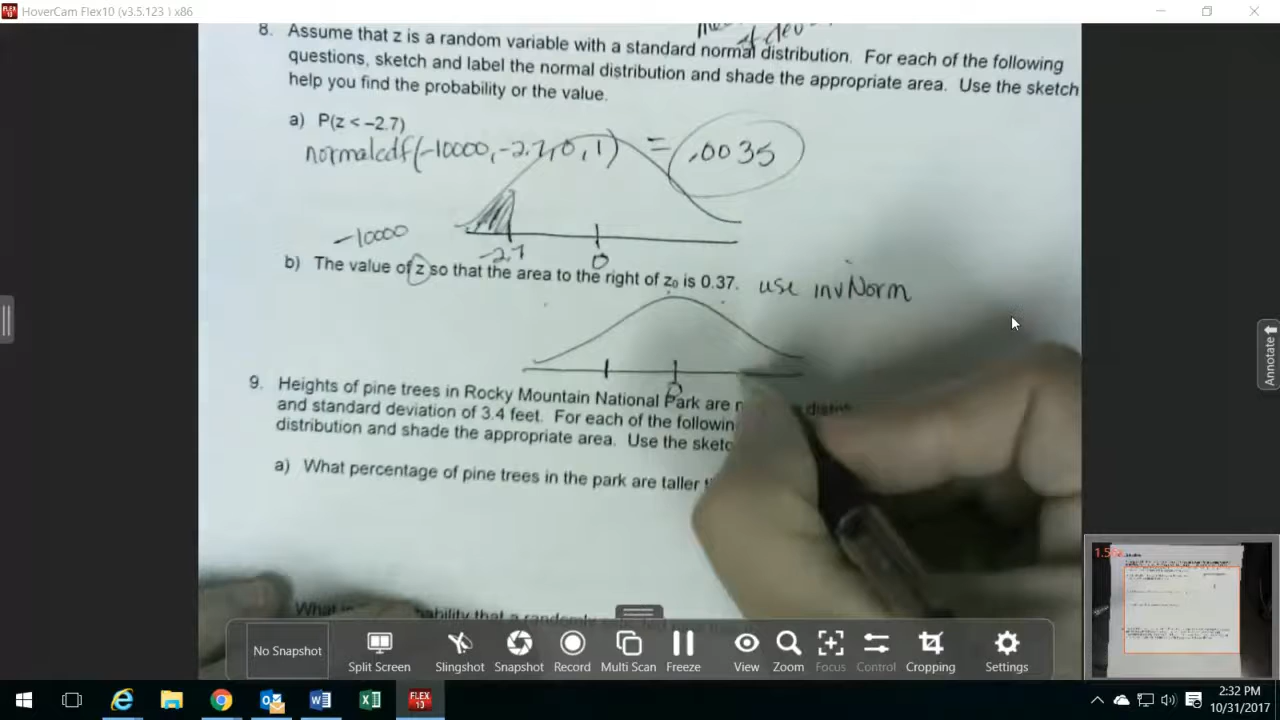 HoverCam Flex10 (v3.5.123 ) x86
8. Assume that z is a random variable with a standard normal distribution. For each of the following
questions, sketch and label the normal distribution and shade the appropriate area. Use the sketch
help you find the probability or the value.
a) P(z < −2.7)
normalcdf(-10000, -2.7, 0, 1) = .0035
-10000
-2.7
0
b) The value of z so that the area to the right of z₀ is 0.37. use invNorm
0
9. Heights of pine trees in Rocky Mountain National Park are
and standard deviation of 3.4 feet. For each of the
distribution and shade the appropriate area. Use the
a) What percentage of pine trees in the park are taller
that a
No Snapshot
Split Screen
Slingshot
Snapshot
Record
Multi Scan
Freeze
View
Zoom
Focus
Control
Cropping
Settings
Annotate
FLEX
2:32 PM
10/31/2017